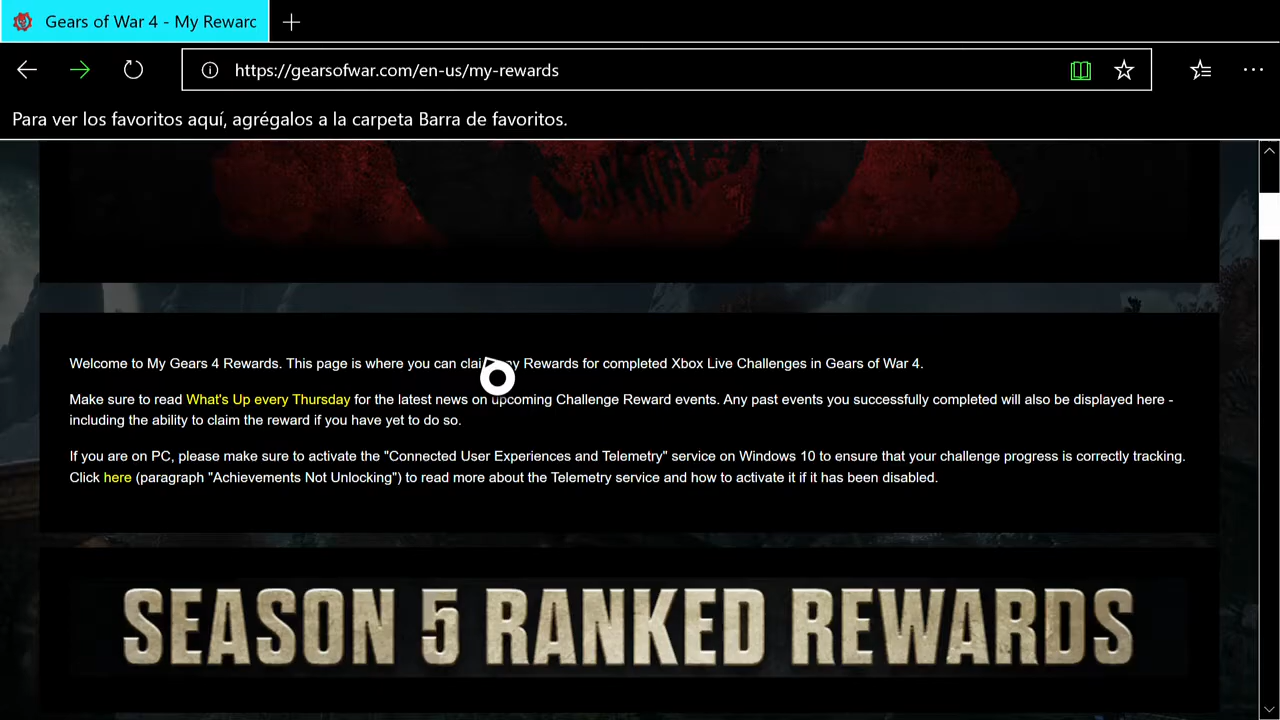 Gears of War 4 - My Rewarc
https://gearsofwar.com/en-us/my-rewards
Para ver los favoritos aquí, agrégalos a la carpeta Barra de favoritos.
Welcome to My Gears 4 Rewards. This page is where you can clai ny Rewards for completed Xbox Live Challenges in Gears of War 4.
Make sure to read What's Up every Thursday for the latest news on upcoming Challenge Reward events. Any past events you successfully completed will also be displayed here -
including the ability to claim the reward if you have yet to do so.
If you are on PC, please make sure to activate the "Connected User Experiences and Telemetry" service on Windows 10 to ensure that your challenge progress is correctly tracking.
Click here (paragraph "Achievements Not Unlocking") to read more about the Telemetry service and how to activate it if it has been disabled.
SEASON 5 RANKED REWARDS